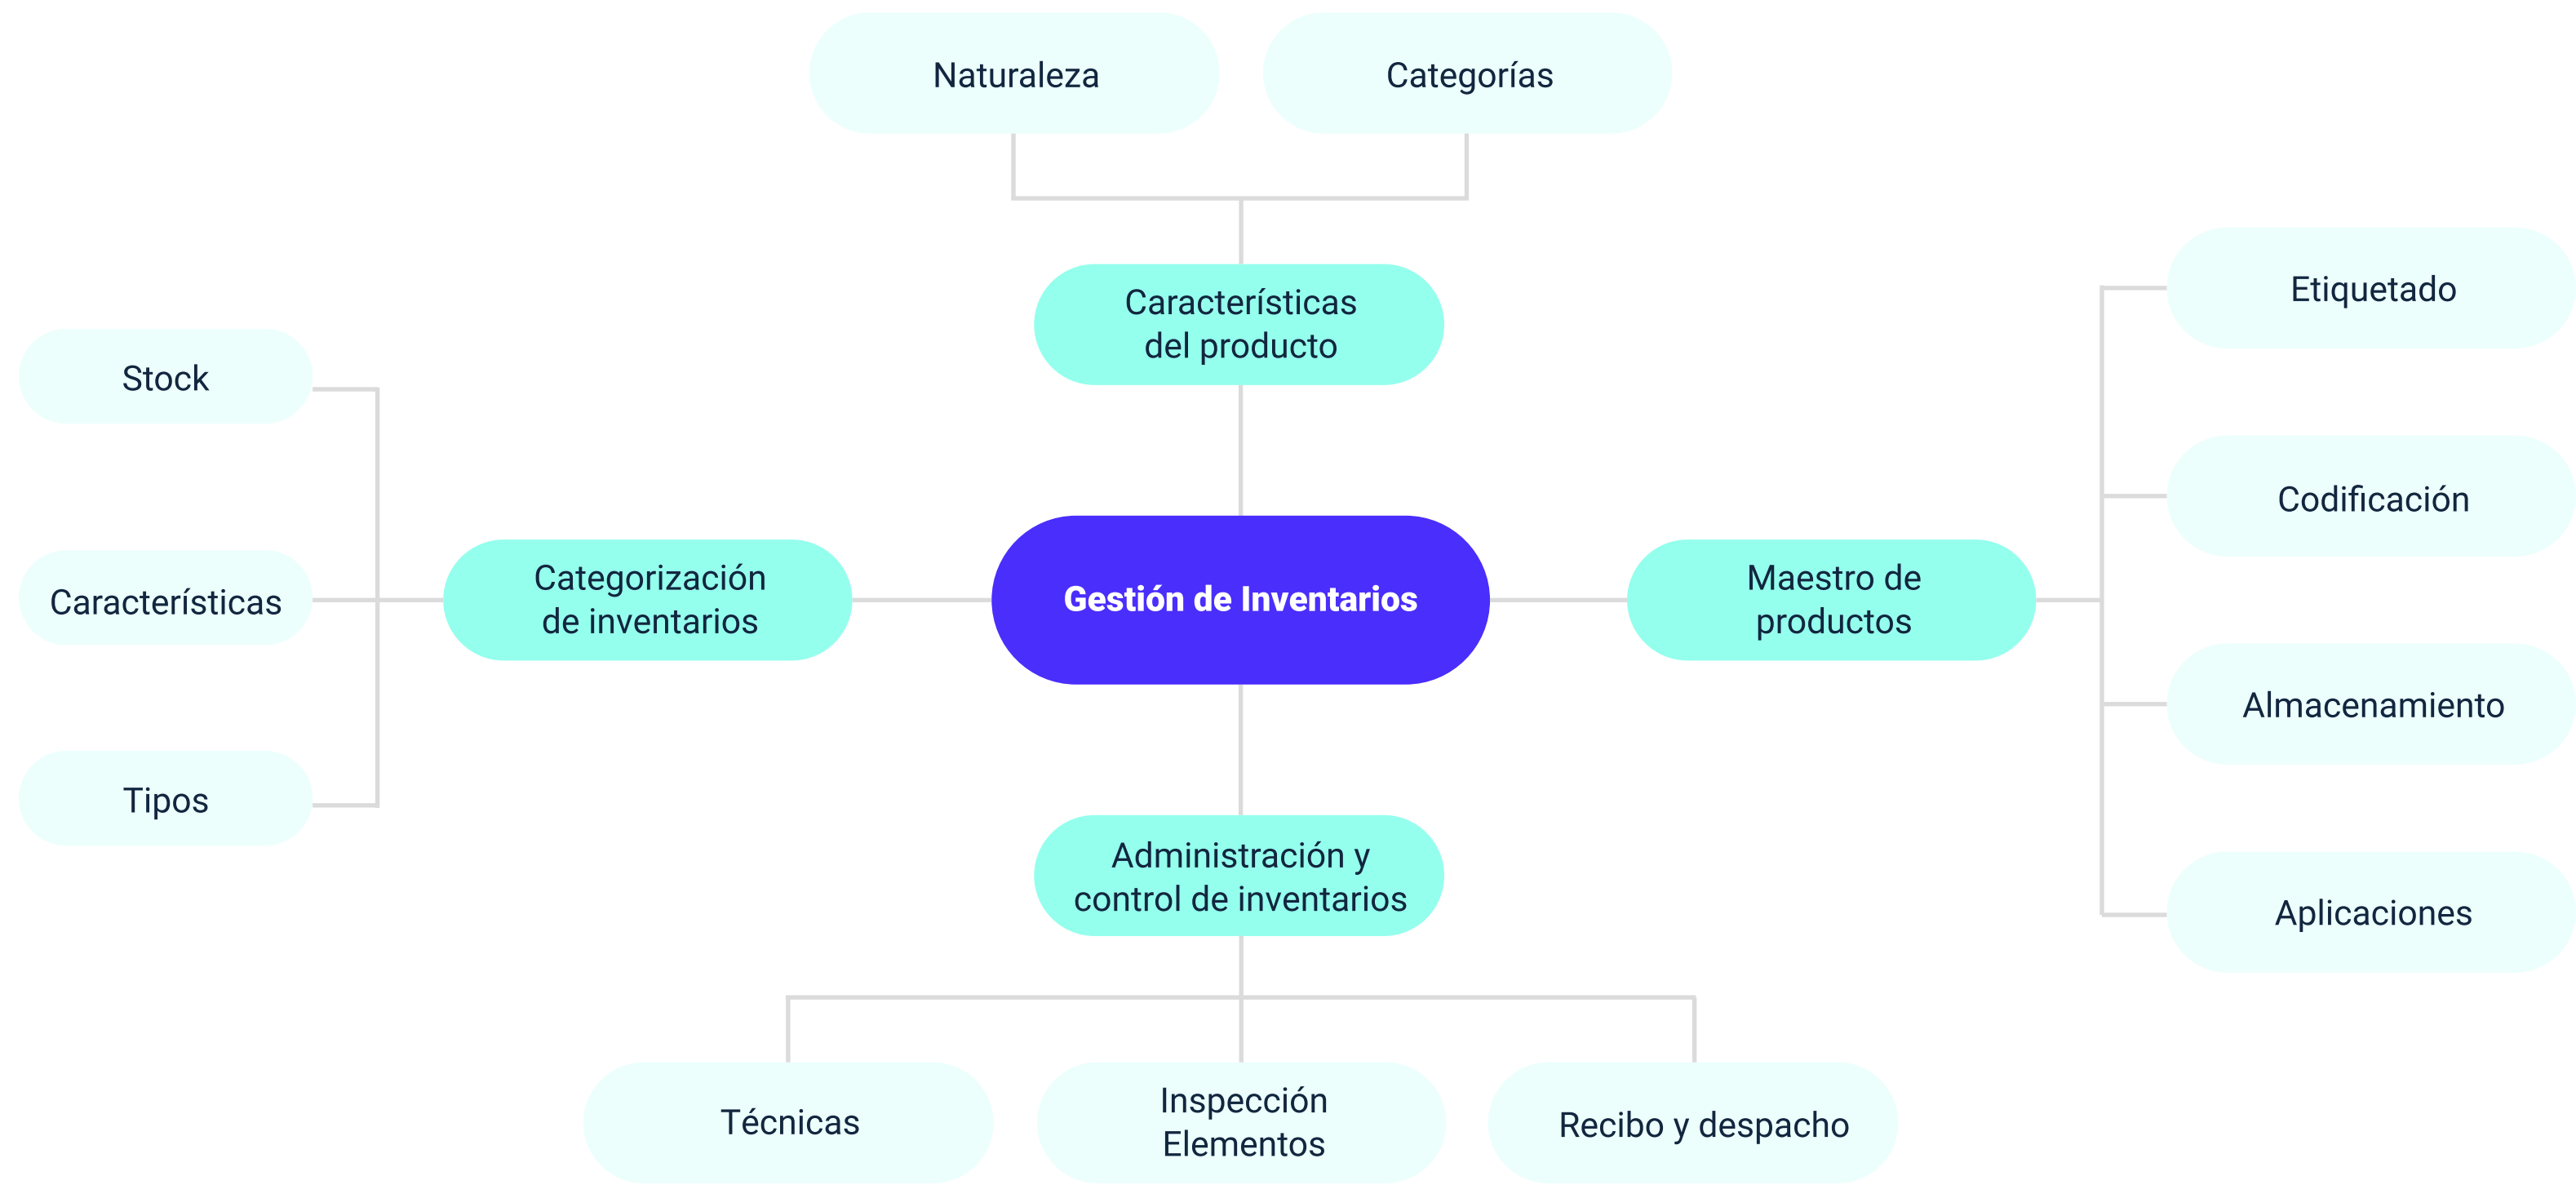 Naturaleza
Categorías
Características
del producto
Stock
Características
Tipos
Categorización
de inventarios
Gestión de Inventarios
Maestro de
productos
Etiquetado
Codificación
Almacenamiento
Aplicaciones
Administración y
control de inventarios
Técnicas
Inspección
Elementos
Recibo y despacho